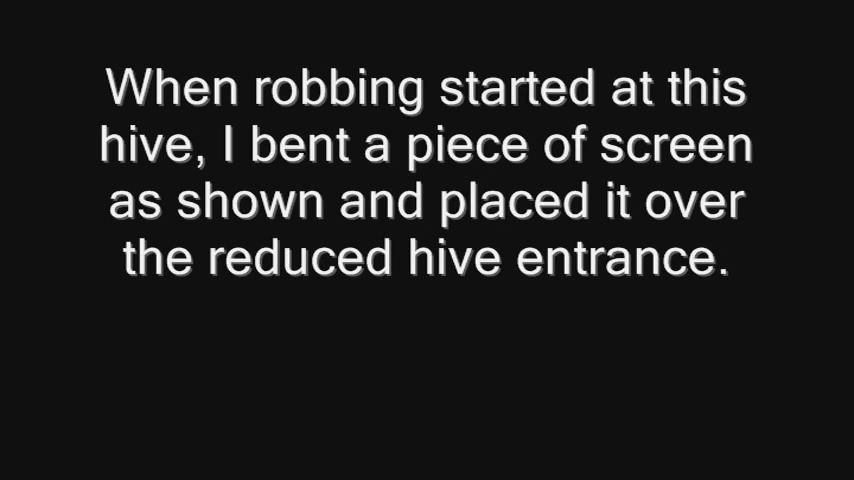 When robbing started at this
hive, I bent a piece of screen
as shown and placed it over
the reduced hive entrance.